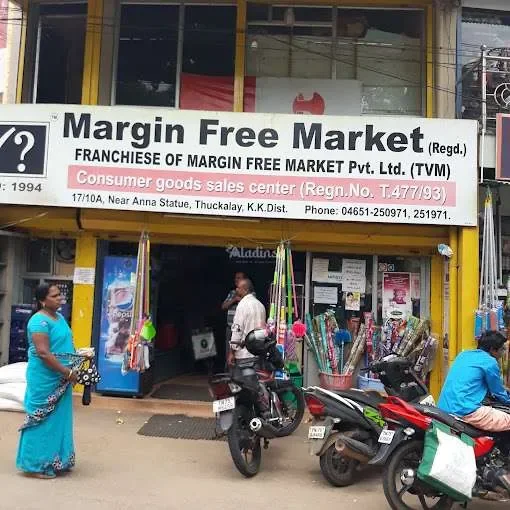 Margin Free Market (Regd.)
FRANCHIESE OF MARGIN FREE MARKET Pvt. Ltd. (TVM)
Consumer goods sales center (Regn.No. T.477/93)
17/10A, Near Anna Statue, Thuckalay, K.K.Dist. Phone: 04651-250971, 251971.
/?
: 1994
Aladins
pepsi